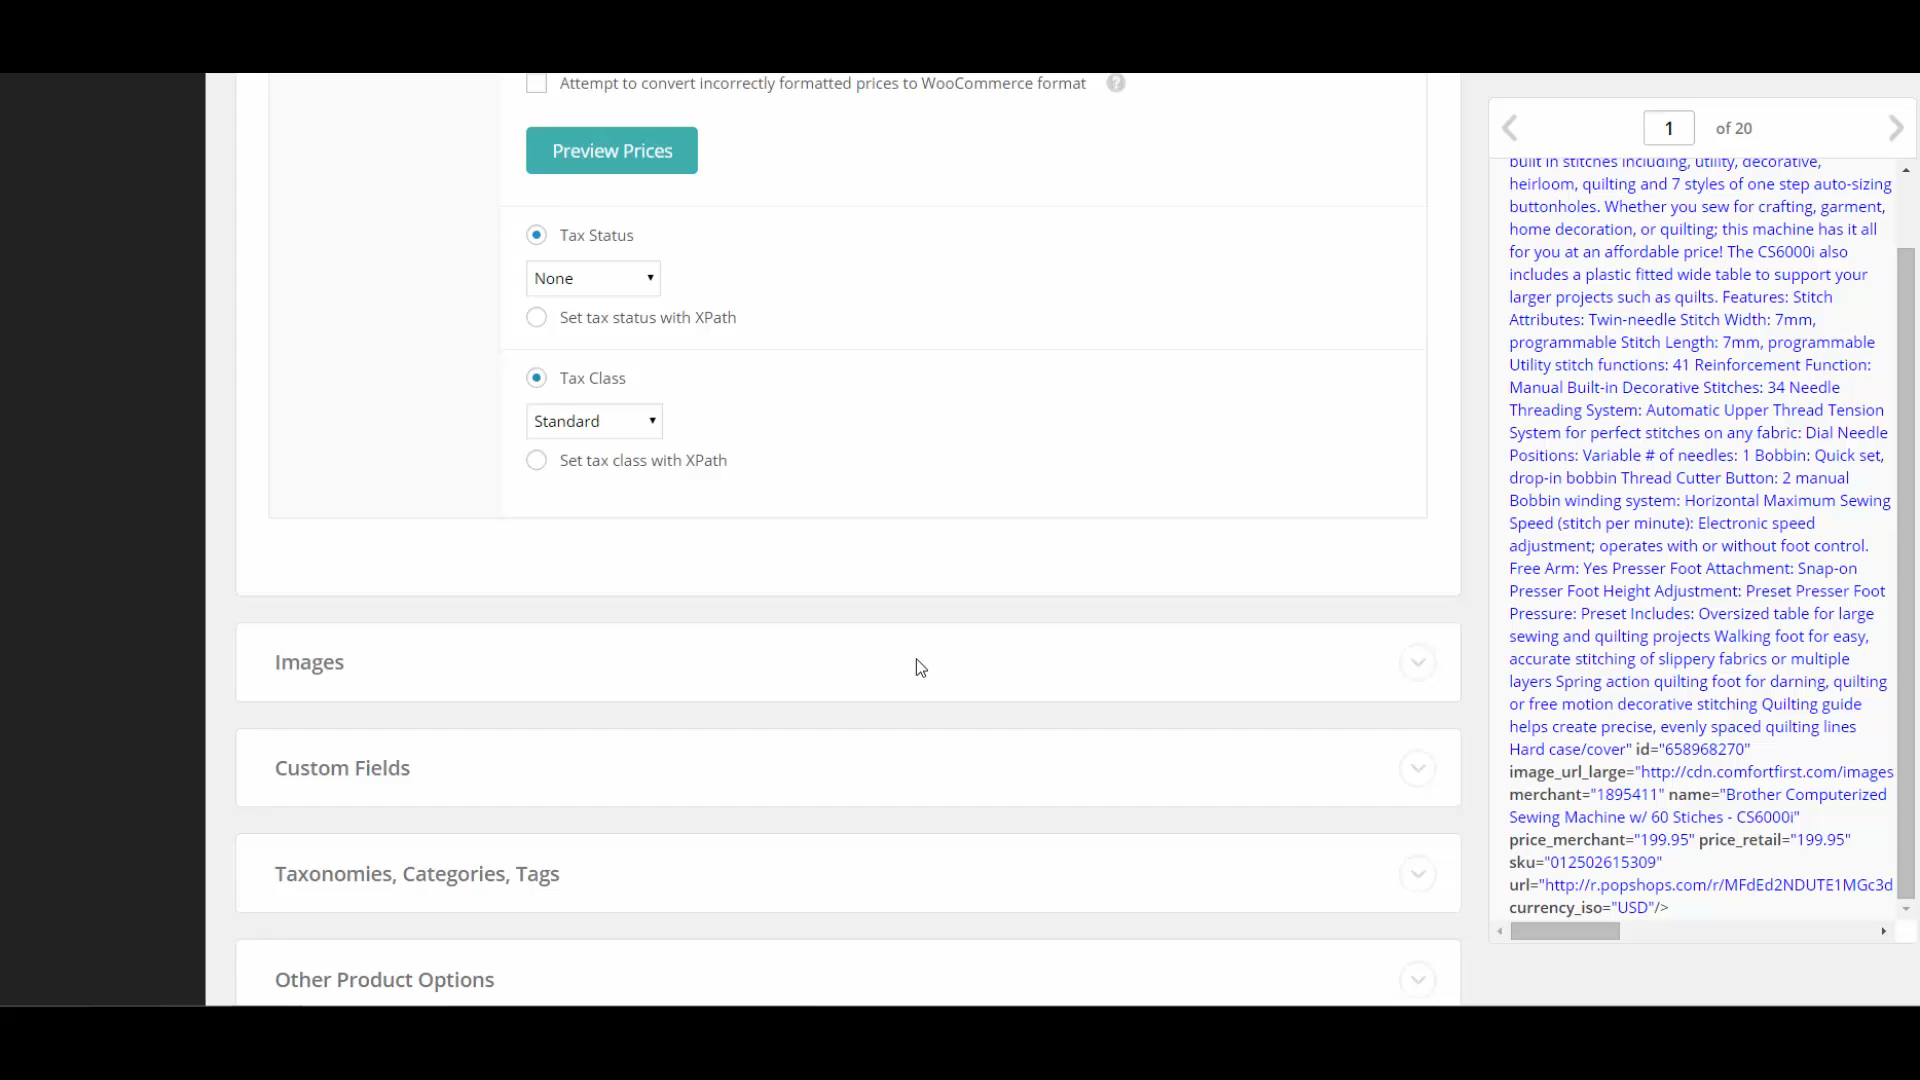 Attempt to convert incorrectly formatted prices to WooCommerce format ?
Preview Prices
Tax Status
None
Set tax status with XPath
Tax Class
Standard
Set tax class with XPath
Images
Custom Fields
Taxonomies, Categories, Tags
Other Product Options
1 of 20
built in stitches including, utility, decorative,
heirloom, quilting and 7 styles of one step auto-sizing
buttonholes. Whether you sew for crafting, garment,
home decoration, or quilting; this machine has it all
for you at an affordable price! The CS6000i also
includes a plastic fitted wide table to support your
larger projects such as quilts. Features: Stitch
Attributes: Twin-needle Stitch Width: 7mm,
programmable Stitch Length: 7mm, programmable
Utility stitch functions: 41 Reinforcement Function:
Manual Built-in Decorative Stitches: 34 Needle
Threading System: Automatic Upper Thread Tension
System for perfect stitches on any fabric: Dial Needle
Positions: Variable # of needles: 1 Bobbin: Quick set,
drop-in bobbin Thread Cutter Button: 2 manual
Bobbin winding system: Horizontal Maximum Sewing
Speed (stitch per minute): Electronic speed
adjustment; operates with or without foot control.
Free Arm: Yes Presser Foot Attachment: Snap-on
Presser Foot Height Adjustment: Preset Presser Foot
Pressure: Preset Includes: Oversized table for large
sewing and quilting projects Walking foot for easy,
accurate stitching of slippery fabrics or multiple
layers Spring action quilting foot for darning, quilting
or free motion decorative stitching Quilting guide
helps create precise, evenly spaced quilting lines
Hard case/cover" id="658968270"
image_url_large="http://cdn.comfortfirst.com/images
merchant="1895411" name="Brother Computerized
Sewing Machine w/ 60 Stiches - CS6000i"
price_merchant="199.95" price_retail="199.95"
sku="012502615309"
url="http://r.popshops.com/r/MFdEd2NDUTE1MGc3d
currency_iso="USD"/>